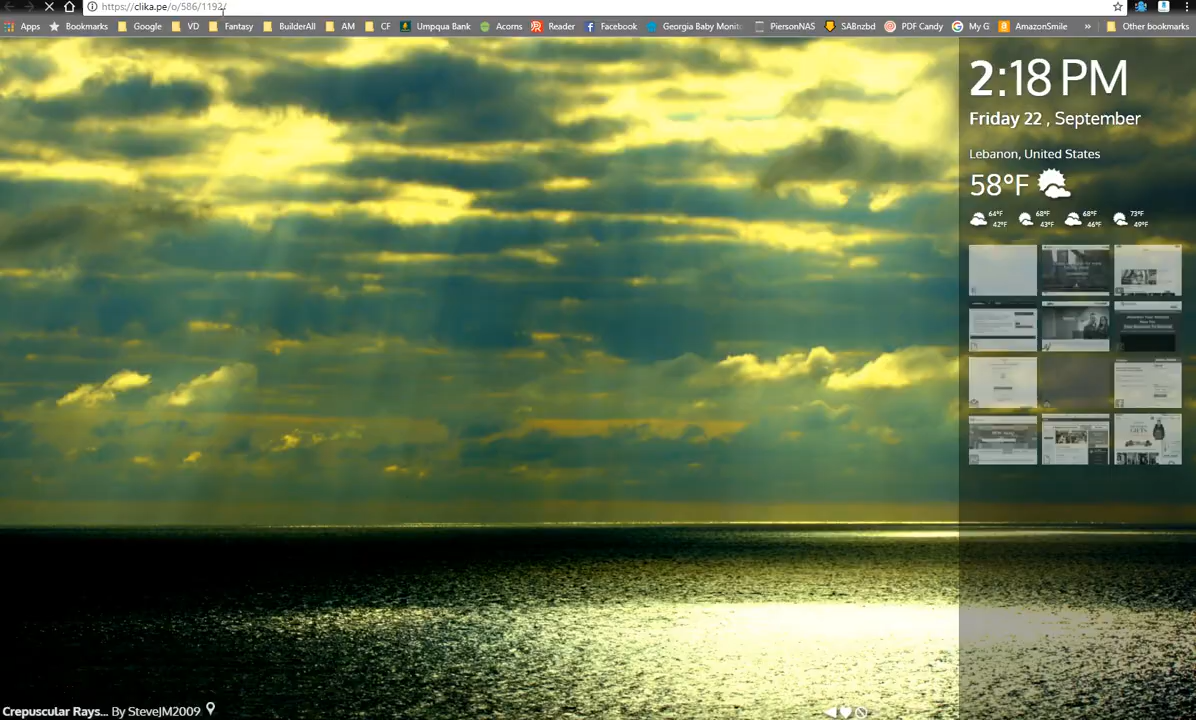 https://clika.pe/o/586/1192/
Apps Bookmarks Google VD Fantasy BuilderAll AM CF Umpqua Bank Acorns Reader Facebook Georgia Baby Monito PiersonNAS SABnzbd PDF Candy My G AmazonSmile » Other bookmarks
2:18 PM
Friday 22 , September
Lebanon, United States
58°F
64°F 68°F 68°F 73°F
42°F 43°F 46°F 49°F
Crepuscular Rays... By SteveJM2009